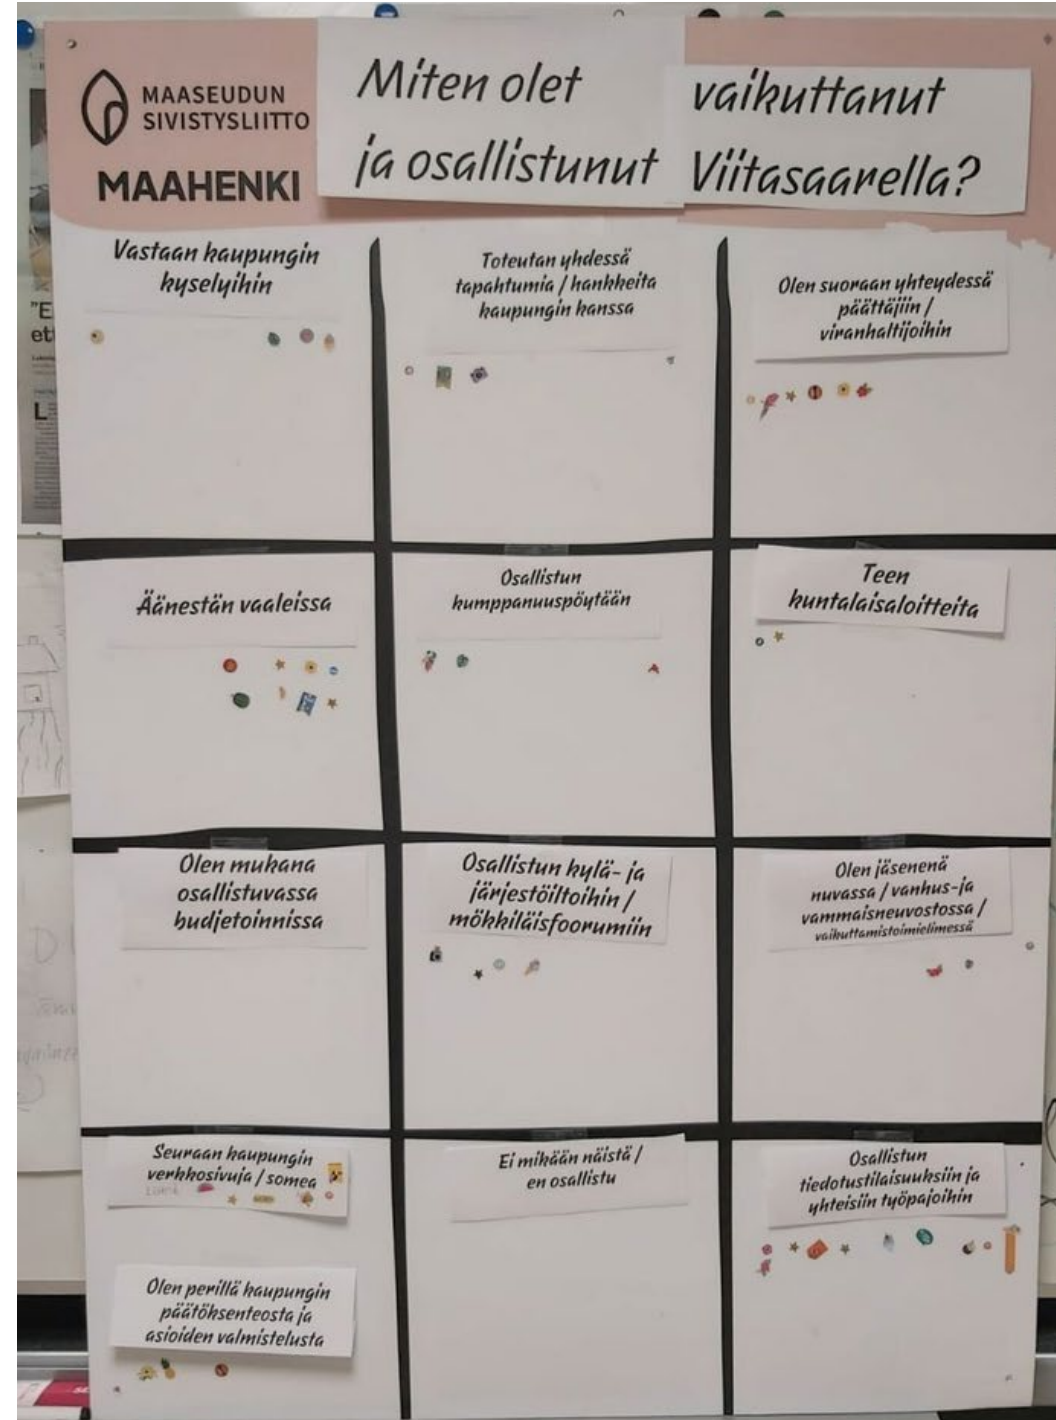 MAASEUDUN
SIVISTYSLIITTO
MAAHENKI
Miten olet vaikuttanut
ja osallistunut Viitasaarella?
Vastaan kaupungin
kyselyihin
Toteutan yhdessä
tapahtumia / hankkeita
kaupungin kanssa
Olen suoraan yhteydessä
päättäjiin /
viranhaltijoihin
Äänestän vaaleissa
Osallistun
kumppanuuspöytään
Teen
kuntalaisaloitteita
Olen mukana
osallistuvassa
budjetoinnissa
Osallistun kylä- ja
järjestöiltoihin /
mökkiläisfoorumiin
Olen jäsenenä
nuvassa / vanhus-ja
vammaisneuvostossa /
vaikuttamistoimielimessä
Seuraan kaupungin
verkkosivuja / somea
Ei mikään näistä /
en osallistu
Osallistun
tiedotustilaisuuksiin ja
yhteisiin työpajoihin
Olen perillä kaupungin
päätöksenteosta ja
asioiden valmistelusta